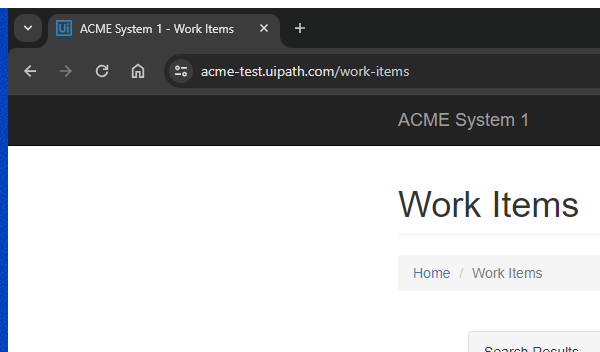 Ui ACME System 1 - Work Items
acme-test.uipath.com/work-items
ACME System 1
Work Items
Home / Work Items
Search Results